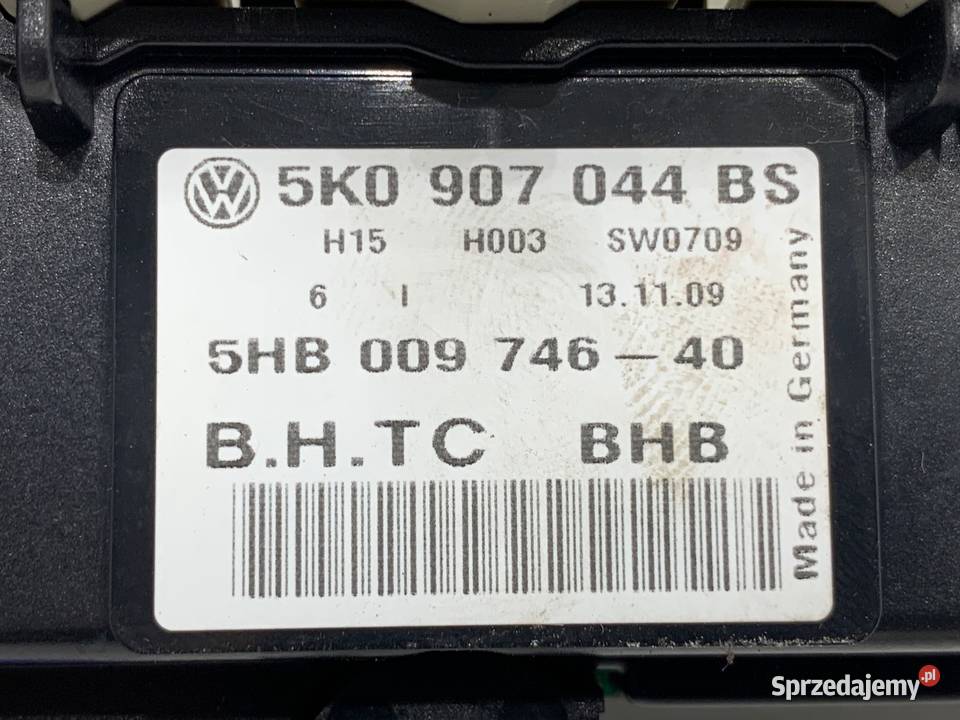 5K0 907 044 BS
H15 H003 SW0709
6 I 13.11.09
5HB 009 746-40
B.H.TC BHB
Made in Germany
Sprzedajemy.pl